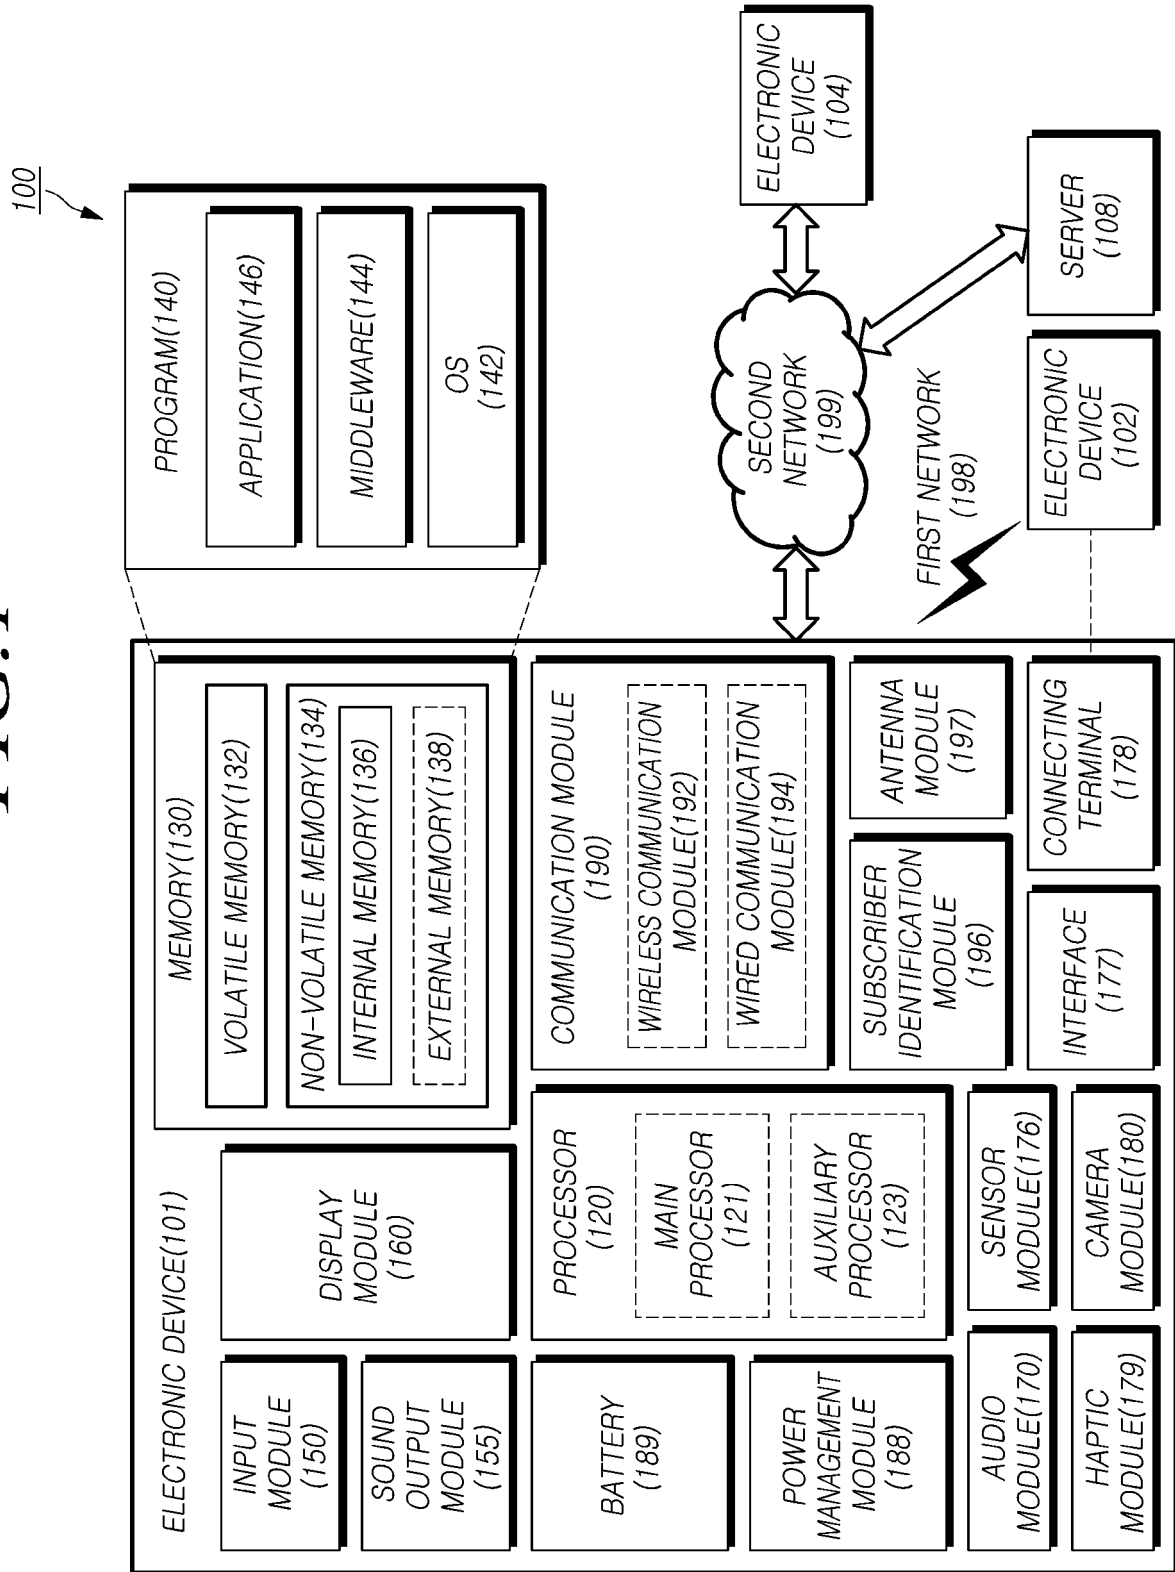 100
PROGRAM(140)
APPLICATION(146)
MIDDLEWARE(144)
OS
(142)
ELECTRONIC DEVICE(101)
MEMORY(130)
VOLATILE MEMORY(132)
NON-VOLATILE MEMORY(134)
INTERNAL MEMORY(136)
EXTERNAL MEMORY(138)
INPUT
MODULE
(150)
SOUND
OUTPUT
MODULE
(155)
DISPLAY
MODULE
(160)
BATTERY
(189)
POWER
MANAGEMENT
MODULE
(188)
PROCESSOR
(120)
MAIN
PROCESSOR
(121)
AUXILIARY
PROCESSOR
(123)
COMMUNICATION MODULE
(190)
WIRELESS COMMUNICATION
MODULE(192)
WIRED COMMUNICATION
MODULE(194)
SUBSCRIBER
IDENTIFICATION
MODULE
(196)
ANTENNA
MODULE
(197)
AUDIO
MODULE(170)
SENSOR
MODULE(176)
HAPTIC
MODULE(179)
CAMERA
MODULE(180)
INTERFACE
(177)
CONNECTING
TERMINAL
(178)
SECOND
NETWORK
(199)
FIRST NETWORK
(198)
ELECTRONIC
DEVICE
(104)
ELECTRONIC
DEVICE
(102)
SERVER
(108)